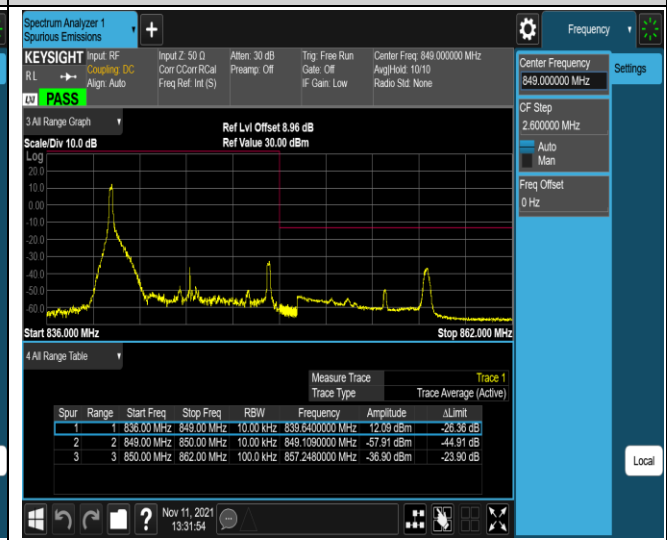 Spectrum Analyzer 1
Spurious Emissions
+
Frequency
KEYSIGHT
Input: RF
Input Z: 50 Ω
Atten: 30 dB
Trig: Free Run
Center Freq: 849.000000 MHz
R L
Coupling: DC
Corr CCorr RCal
Preamp: Off
Gate: Off
Avg|Hold: 10/10
Align: Auto
Freq Ref: Int (S)
IF Gain: Low
Radio Std: None
LXI
PASS
Center Frequency
849.000000 MHz
Settings
CF Step
2.600000 MHz
Auto
Man
Freq Offset
0 Hz
3 All Range Graph
Ref Lvl Offset 8.96 dB
Scale/Div 10.0 dB
Ref Value 30.00 dBm
Log
20.0
10.0
0.00
-10.0
-20.0
-30.0
-40.0
-50.0
-60.0
Start 836.000 MHz
Stop 862.000 MHz
4 All Range Table
Measure Trace Trace 1
Trace Type Trace Average (Active)
Spur Range Start Freq Stop Freq RBW Frequency Amplitude ΔLimit
1 1 836.00 MHz 849.00 MHz 10.00 kHz 839.6400000 MHz 12.09 dBm -26.36 dB
2 2 849.00 MHz 850.00 MHz 10.00 kHz 849.1090000 MHz -57.91 dBm -44.91 dB
3 3 850.00 MHz 862.00 MHz 100.0 kHz 857.2480000 MHz -36.90 dBm -23.90 dB
Local
?
Nov 11, 2021
13:31:54